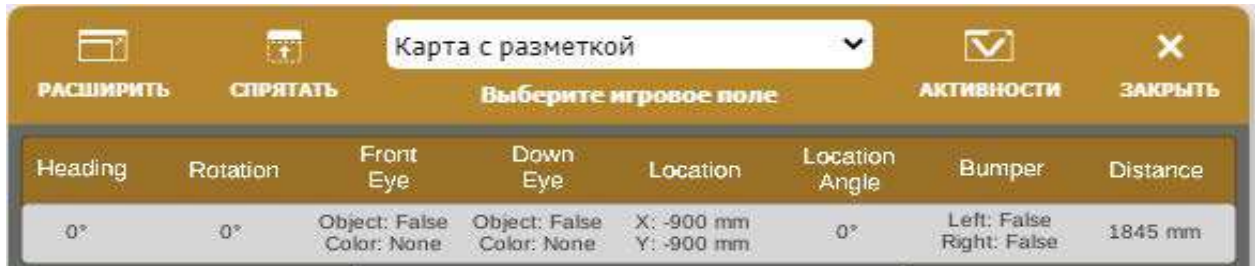 Карта с разметкой
РАСШИРИТЬ СПРЯТАТЬ Выберите игровое поле АКТИВНОСТИ ЗАКРЫТЬ
Heading Rotation Front Eye Down Eye Location Location Angle Bumper Distance
0° 0° Object: False Color: None Object: False Color: None X: -900 mm Y: -900 mm 0° Left: False Right: False 1845 mm